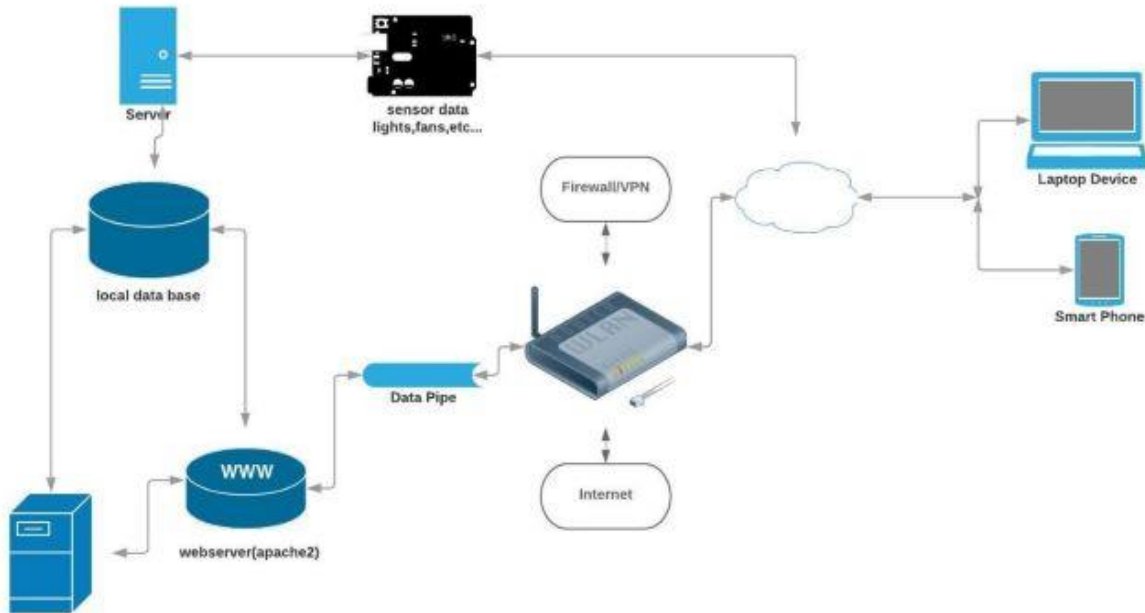 Server
sensor data
lights,fans,etc...
Firewall/VPN
Laptop Device
local data base
WLAN
Smart Phone
Data Pipe
WWW
Internet
webserver(apache2)